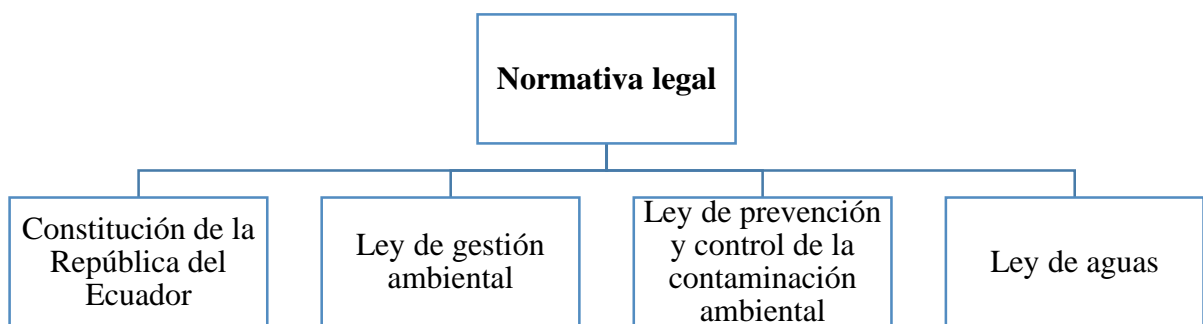 Normativa legal
Constitución de la
República del
Ecuador
Ley de gestión
ambiental
Ley de prevención
y control de la
contaminación
ambiental
Ley de aguas